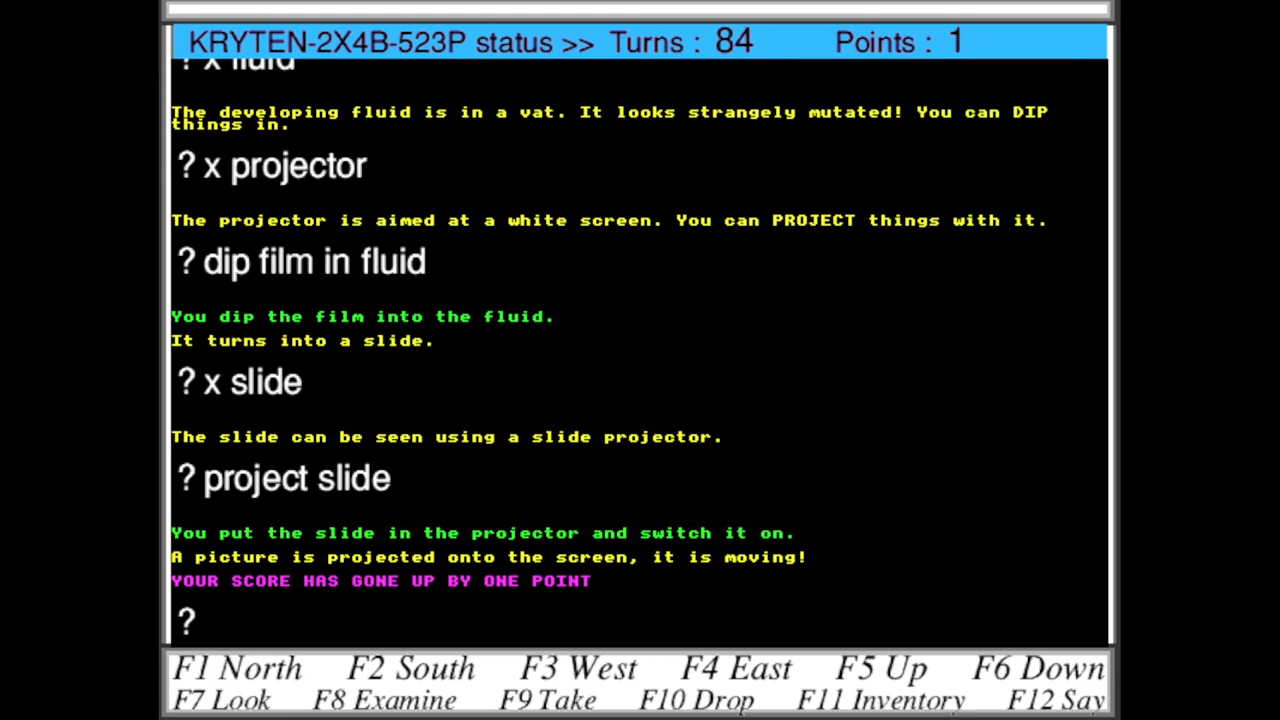 KRYTEN-2X4B-523P status >> Turns : 84 Points : 1
? x fluid
The developing fluid is in a vat. It looks strangely mutated! You can DIP
things in.
? x projector
The projector is aimed at a white screen. You can PROJECT things with it.
? dip film in fluid
You dip the film into the fluid.
It turns into a slide.
? x slide
The slide can be seen using a slide projector.
? project slide
You put the slide in the projector and switch it on.
A picture is projected onto the screen, it is moving!
YOUR SCORE HAS GONE UP BY ONE POINT
?
F1 North F2 South F3 West F4 East F5 Up F6 Down
F7 Look F8 Examine F9 Take F10 Drop F11 Inventory F12 Say